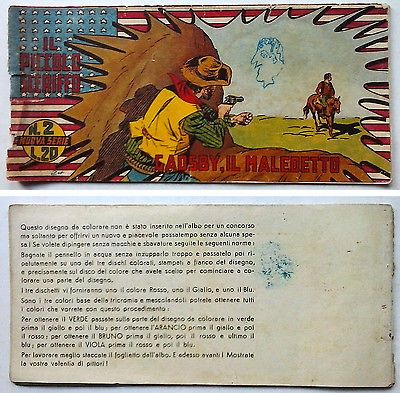 IL
PICCOLO
SCERIFFO
N. 2
NUOVA SERIE
L. 20
GADSBY, IL MALEDETTO
Questo disegno da colorare non è stato inserito nell'albo per un concorso
ma soltanto per offrirvi un nuovo e piacevole passatempo senza alcuna spe-
sa! Se volete dipingere senza macchie e sbavature seguite le seguenti norme:
Bagnate il pennello in acqua senza inzupparlo troppo e passatelo poi ri-
petutamente su uno dei tre dischi colorati, stampati a fianco del disegno,
e precisamente sul disco del colore che avete scelto per cominciare a co-
lorare una parte del disegno.
I tre dischetti vi forniranno uno il colore Rosso, uno il Giallo, e uno il Blu.
Sono i tre colori base della tricromia e mescolandoli potrete ottenere tutti
i colori che vorrete con questo procedimento:
Per ottenere il VERDE passate sulla parte del disegno da colorare in verde
prima il giallo e poi il blu; per ottenere l'ARANCIO prima il giallo e poi
il rosso; per ottenere il BRUNO prima il giallo, poi il rosso e ultimo il
blu; per ottenere il VIOLA prima il rosso e poi il blu.
Per lavorare meglio staccate il foglietto dall'albo. E adesso avanti! Mostrate
la vostra valentia di pittori!